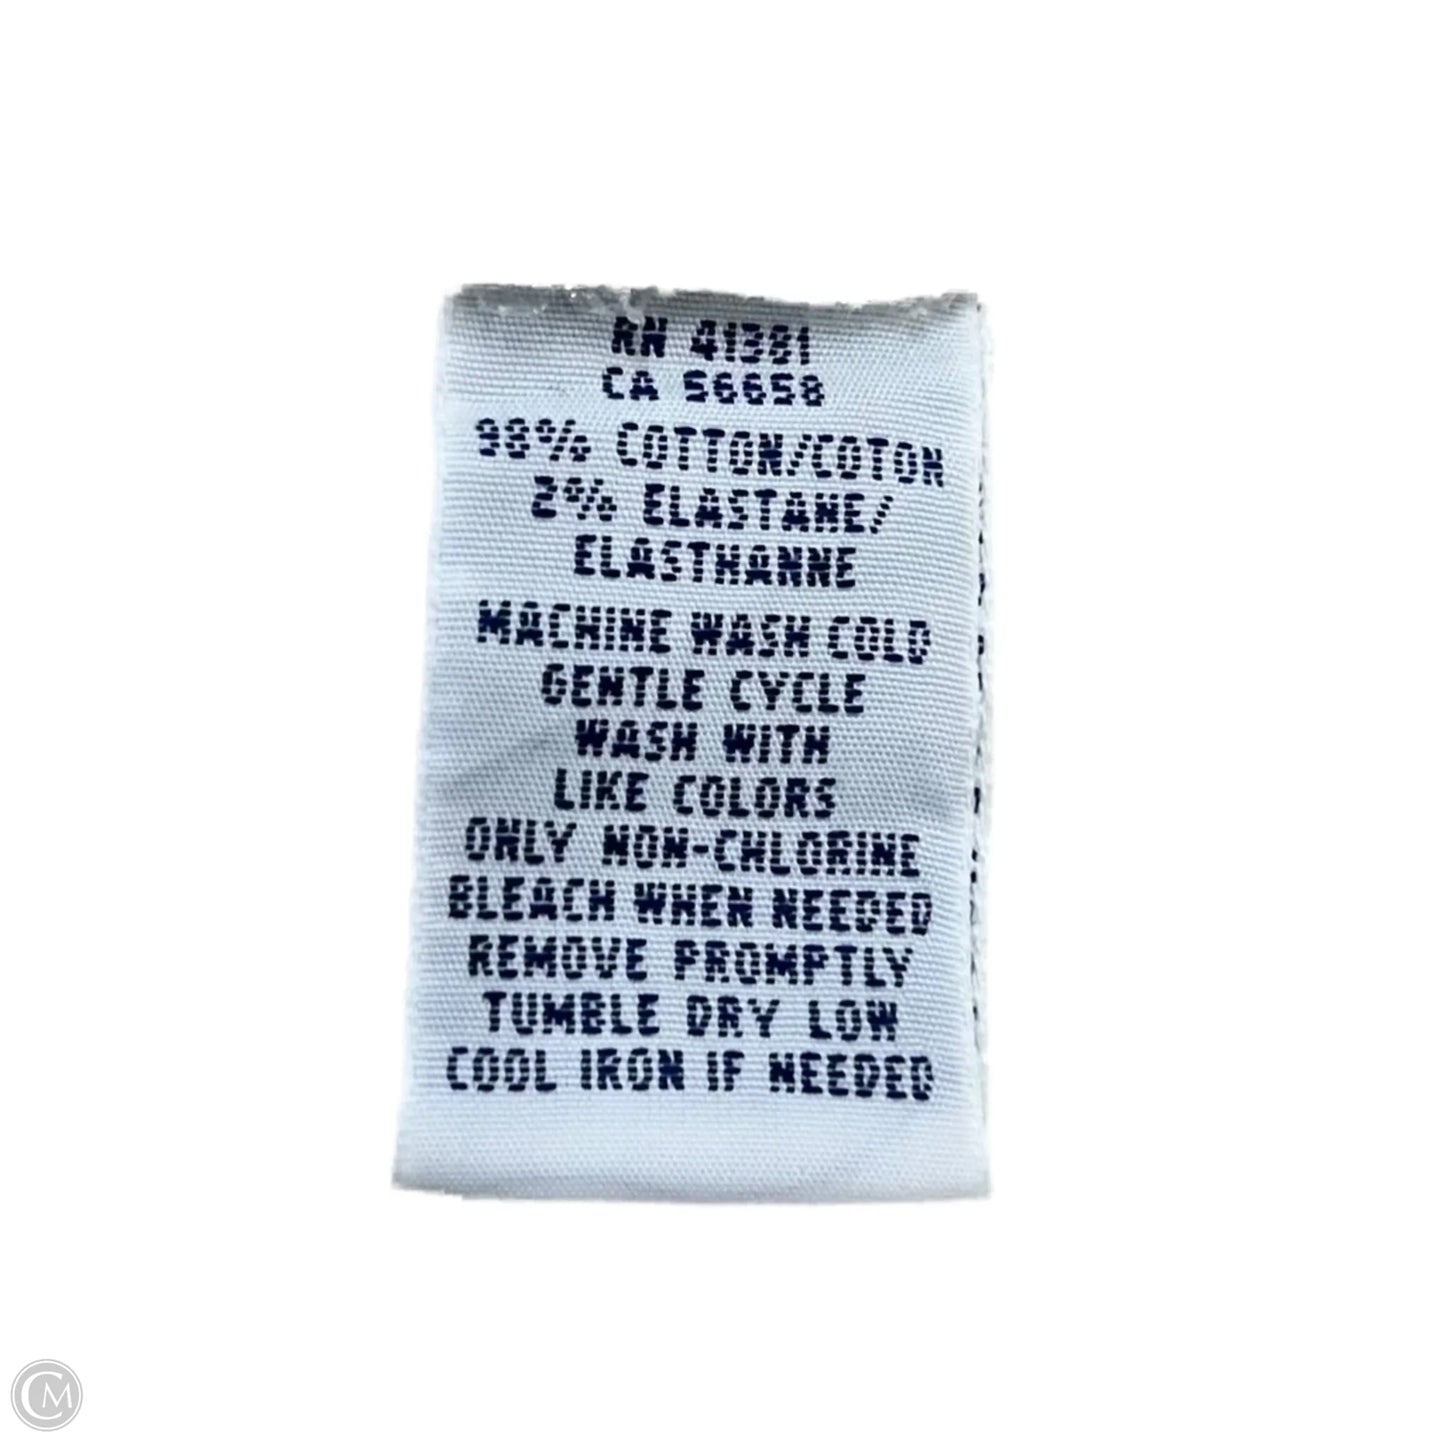 RN 41381
CA 56658
98% COTTON/COTON
2% ELASTANE/
ELASTHANNE
MACHINE WASH COLD
GENTLE CYCLE
WASH WITH
LIKE COLORS
ONLY NON-CHLORINE
BLEACH WHEN NEEDED
REMOVE PROMPTLY
TUMBLE DRY LOW
COOL IRON IF NEEDED
CM